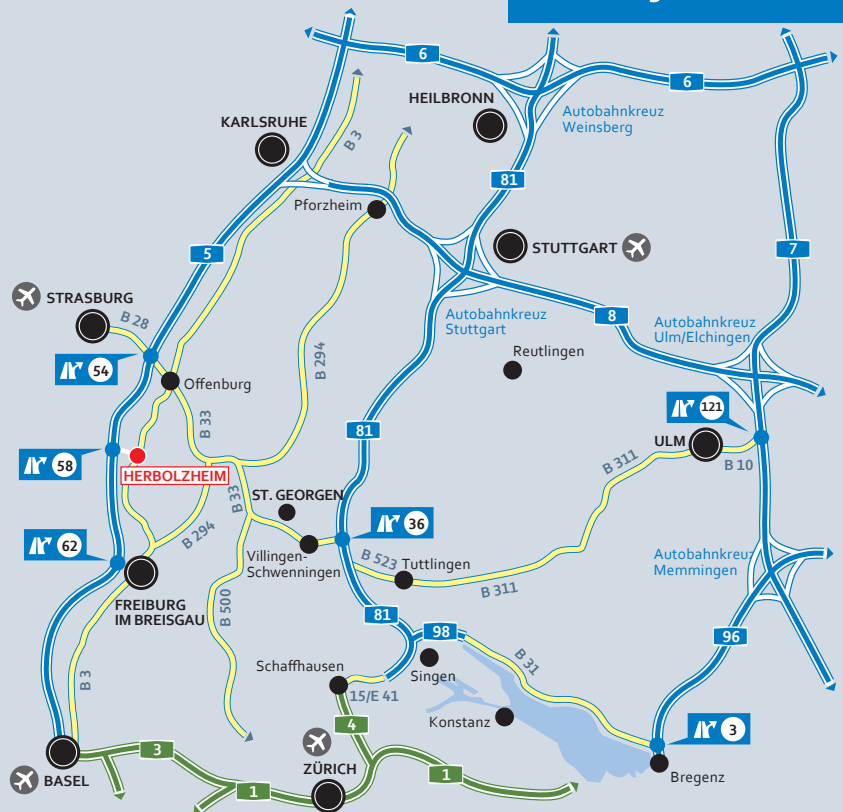 6
6
HEILBRONN
Autobahnkreuz
Weinsberg
KARLSRUHE
B 3
81
Pforzheim
5
STUTTGART
7
STRASBURG
B 28
Autobahnkreuz
Stuttgart
8
Autobahnkreuz
Ulm/Elchingen
54
B 294
Reutlingen
Offenburg
121
B 33
81
ULM
58
HERBOLZHEIM
B 311
B 10
B 33
ST. GEORGEN
36
62
B 294
Villingen-
Schwenningen
B 523
Tuttlingen
Autobahnkreuz
Memmingen
B 311
FREIBURG
IM BREISGAU
B 500
81
98
96
B 3
Schaffhausen
Singen
B 31
15/E 41
Konstanz
4
3
3
ZÜRICH
BASEL
1
1
Bregenz